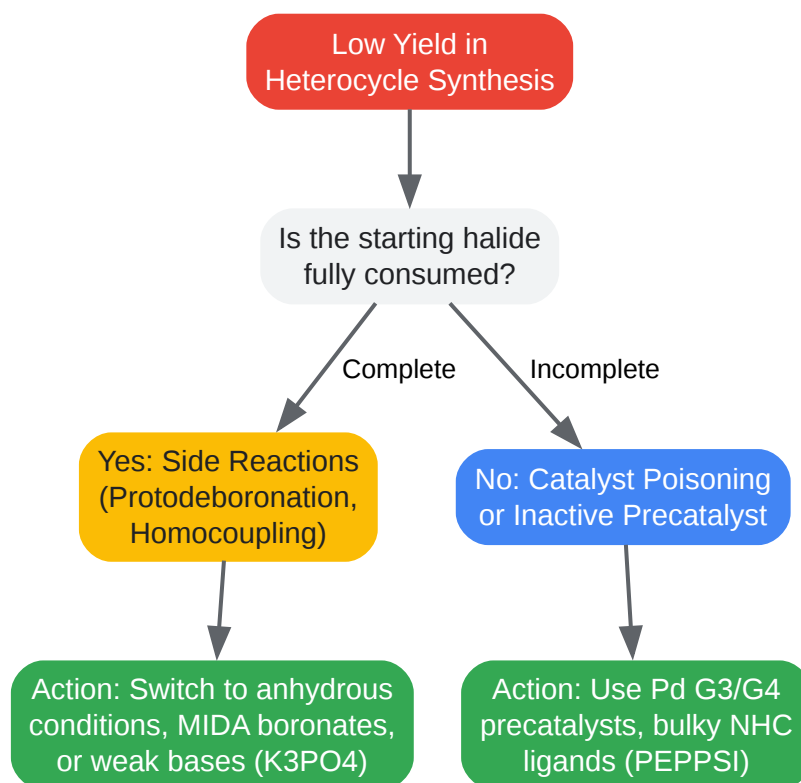 Low Yield in
Heterocycle Synthesis
Is the starting halide
fully consumed?
Complete
Incomplete
Yes: Side Reactions
(Protodeboronation,
Homocoupling)
No: Catalyst Poisoning
or Inactive Precatalyst
Action: Switch to anhydrous
conditions, MIDA boronates,
or weak bases (K3PO4)
Action: Use Pd G3/G4
precatalysts, bulky NHC
ligands (PEPPSI)